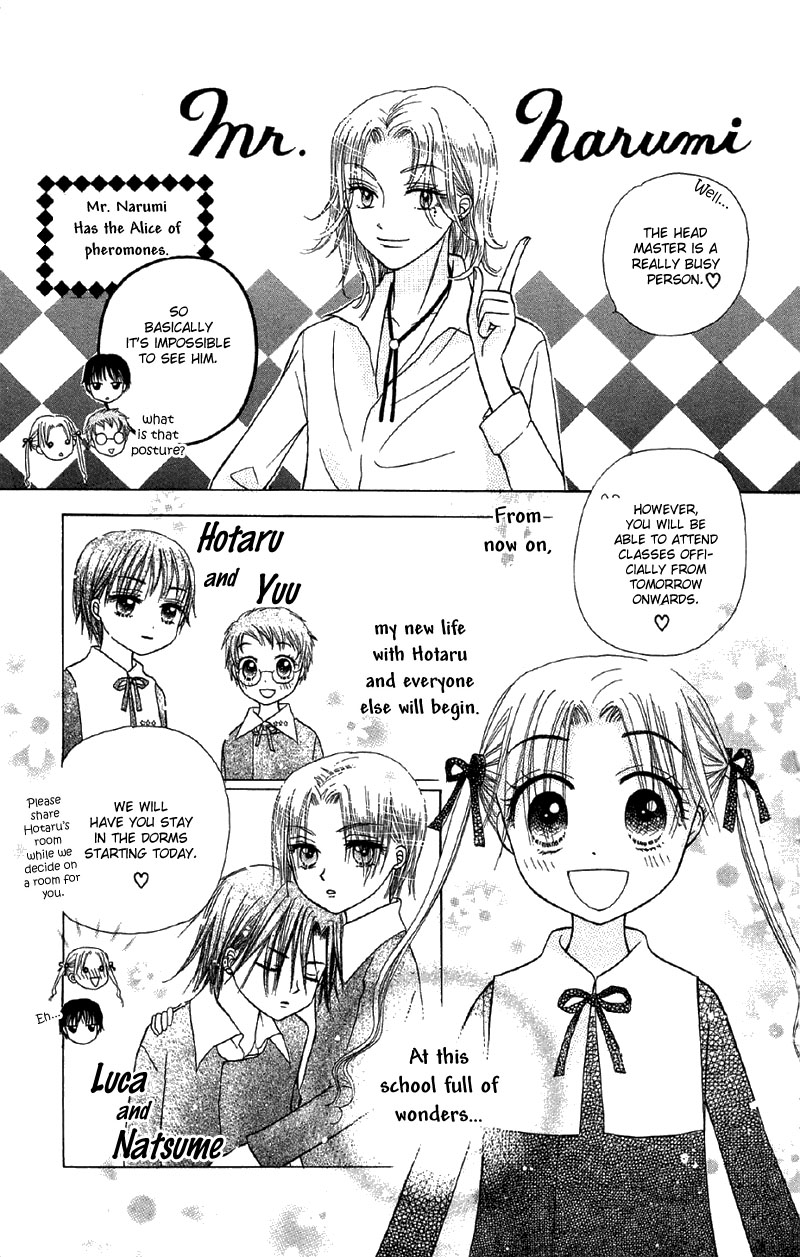 Mr. Narumi
Well...
THE HEAD
MASTER IS A
REALLY BUSY
PERSON.♡
Mr. Narumi
Has the Alice of
pheromones.
SO
BASICALLY
IT'S IMPOSSIBLE
TO SEE HIM.
what
is that
posture?
HOWEVER,
YOU WILL BE
ABLE TO ATTEND
CLASSES OFFI-
CIALLY FROM
TOMORROW
ONWARDS.
♡
From
now on,
Hotaru
and
Yuu
my new life
with Hotaru
and everyone
else will begin.
WE WILL
HAVE YOU STAY
IN THE DORMS
STARTING TODAY.
♡
Please
share
Hotaru's
room
while we
decide on
a room for
you.
Eh...
Luca
and
Natsume
At this
school full of
wonders...